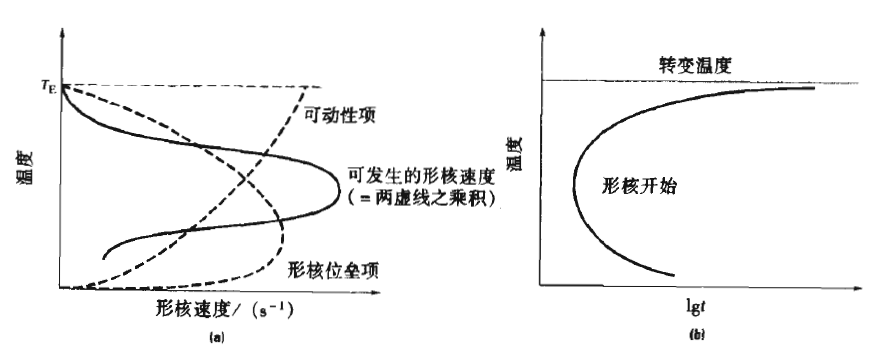 T_E
温度
可动性项
可发生的形核速度
(=两虚线之乘积)
形核位垒项
形核速度/ (s⁻¹)
(a)
转变温度
温度
形核开始
lgt
(b)